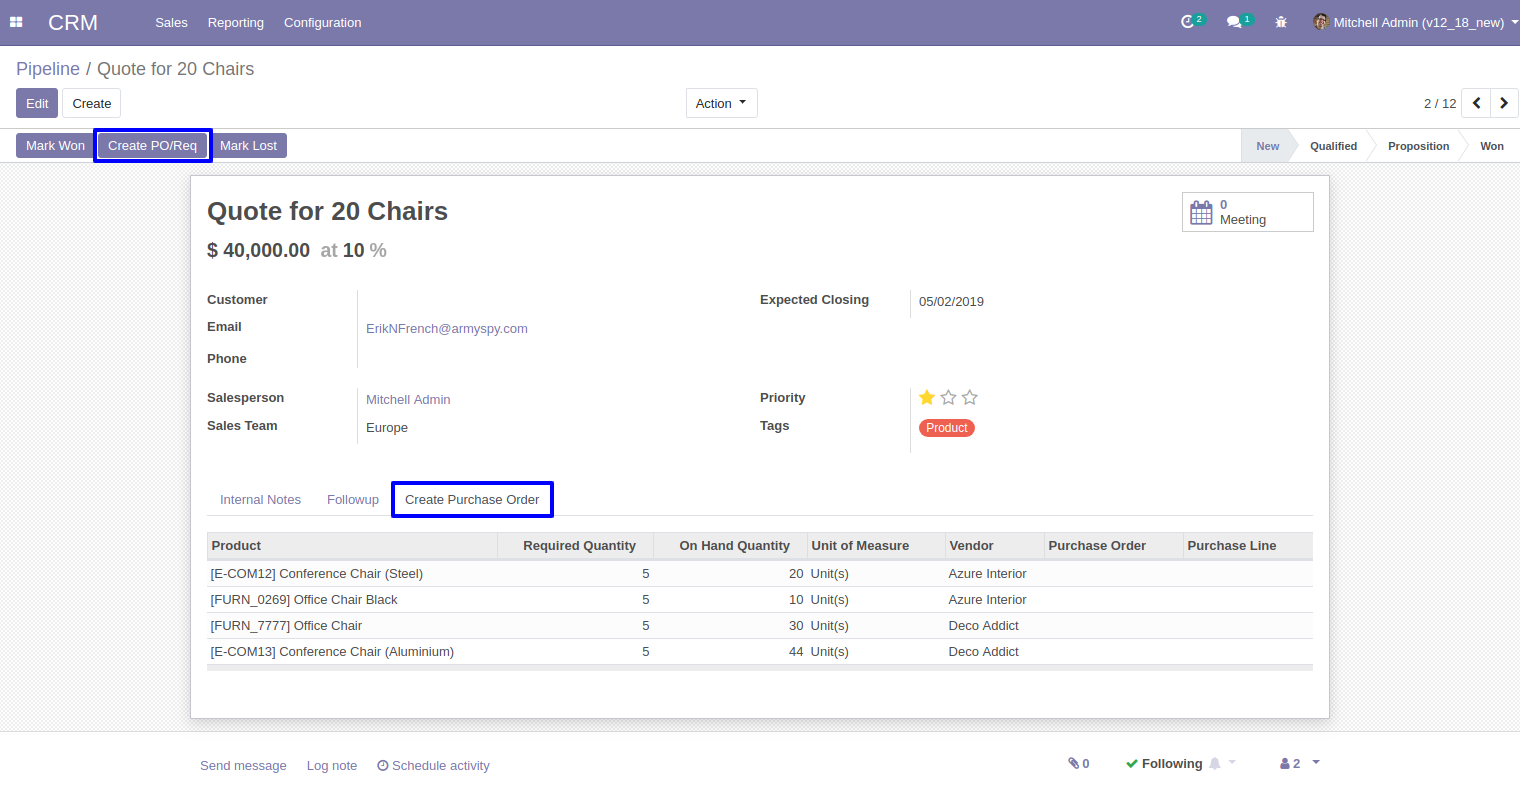 CRM Sales Reporting Configuration 2 1 Mitchell Admin (v12_18_new)
Pipeline / Quote for 20 Chairs
Edit Create Action 2 / 12
Mark Won Create PO/Req Mark Lost New Qualified Proposition Won
Quote for 20 Chairs
0
Meeting
$ 40,000.00 at 10 %
Customer
Expected Closing 05/02/2019
Email ErikNFrench@armyspy.com
Phone
Salesperson Mitchell Admin
Priority
Sales Team Europe
Tags Product
Internal Notes Followup Create Purchase Order
Product Required Quantity On Hand Quantity Unit of Measure Vendor Purchase Order Purchase Line
[E-COM12] Conference Chair (Steel) 5 20 Unit(s) Azure Interior
[FURN_0269] Office Chair Black 5 10 Unit(s) Azure Interior
[FURN_7777] Office Chair 5 30 Unit(s) Deco Addict
[E-COM13] Conference Chair (Aluminium) 5 44 Unit(s) Deco Addict
Send message Log note Schedule activity 0 Following 2